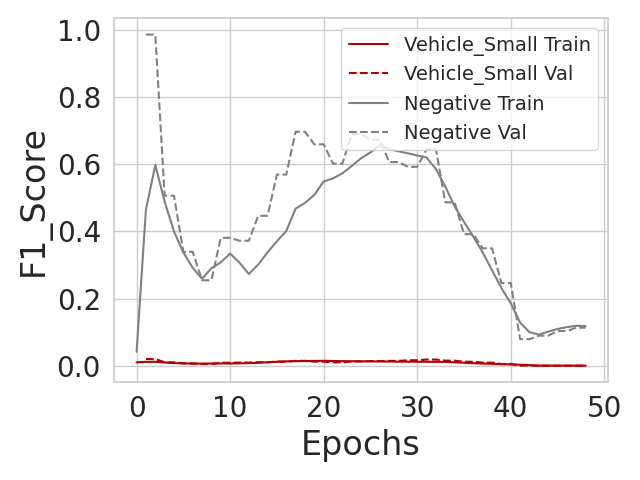 1.0
0.8
0.6
0.4
0.2
0.0
F1_Score
Vehicle_Small Train
Vehicle_Small Val
Negative Train
Negative Val
0 10 20 30 40 50
Epochs